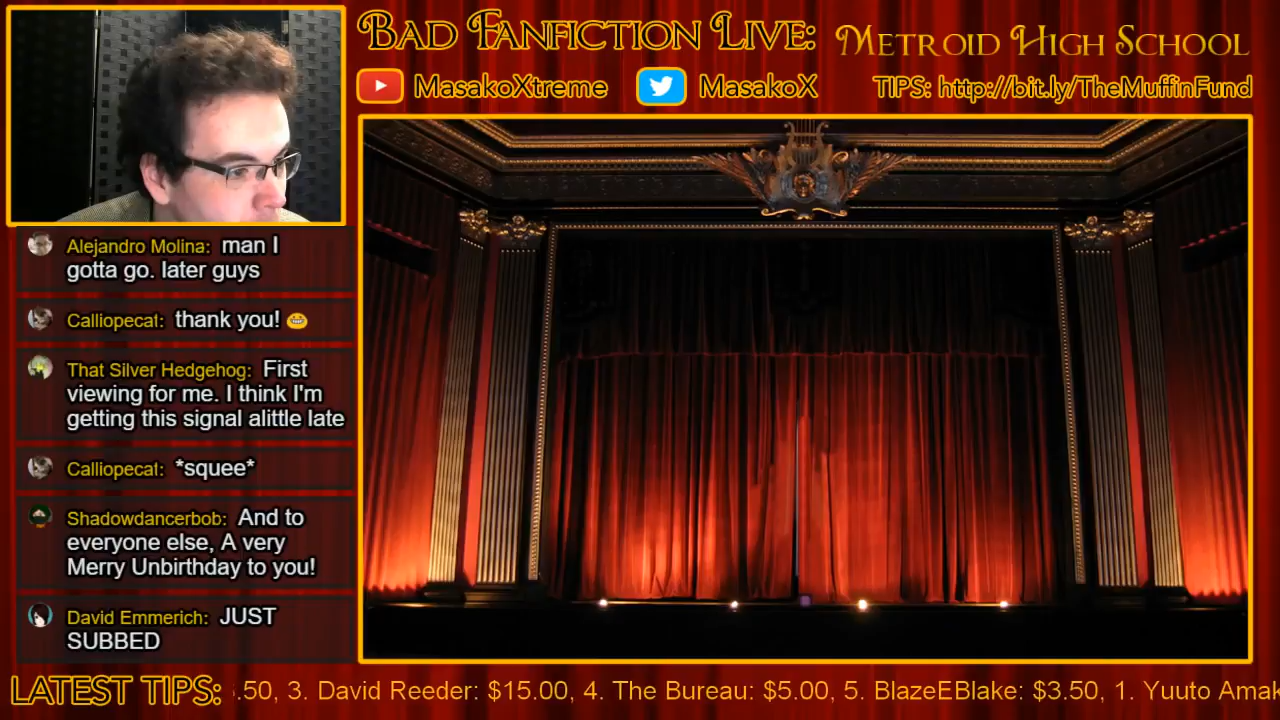 BAD FANFICTION LIVE:
METROID HIGH SCHOOL
MasakoXtreme
MasakoX
TIPS: http://bit.ly/TheMuffinFund
Alejandro Molina: man I
gotta go. later guys
Calliopecat: thank you! 😁
That Silver Hedgehog: First
viewing for me. I think I'm
getting this signal alittle late
Calliopecat: *squee*
Shadowdancerbob: And to
everyone else, A very
Merry Unbirthday to you!
David Emmerich: JUST
SUBBED
LATEST TIPS: .50, 3. David Reeder: $15.00, 4. The Bureau: $5.00, 5. BlazeEBlake: $3.50, 1. Yuuto Amak